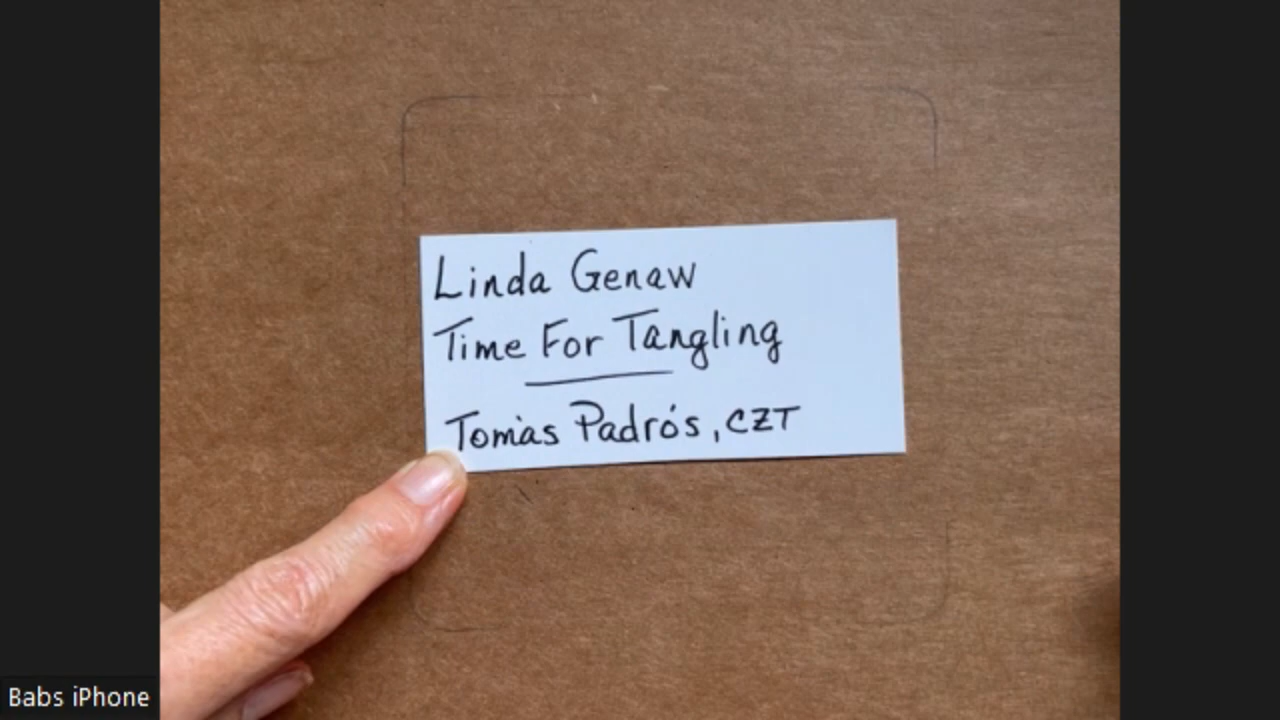 Linda Genaw
Time For Tangling
Tomás Padrós, CZT
Babs iPhone